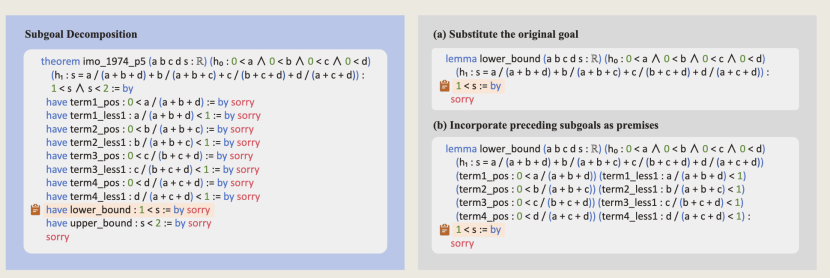 Subgoal Decomposition
theorem imo_1974_p5 (a b c d s : ℝ) (h₀ : 0 < a ∧ 0 < b ∧ 0 < c ∧ 0 < d)
(h₁ : s = a / (a + b + d) + b / (a + b + c) + c / (b + c + d) + d / (a + c + d)) :
1 < s ∧ s < 2 := by
have term1_pos : 0 < a / (a + b + d) := by sorry
have term1_less1 : a / (a + b + d) < 1 := by sorry
have term2_pos : 0 < b / (a + b + c) := by sorry
have term2_less1 : b / (a + b + c) < 1 := by sorry
have term3_pos : 0 < c / (b + c + d) := by sorry
have term3_less1 : c / (b + c + d) < 1 := by sorry
have term4_pos : 0 < d / (a + c + d) := by sorry
have term4_less1 : d / (a + c + d) < 1 := by sorry
have lower_bound : 1 < s := by sorry
have upper_bound : s < 2 := by sorry
sorry
(a) Substitute the original goal
lemma lower_bound (a b c d s : ℝ) (h₀ : 0 < a ∧ 0 < b ∧ 0 < c ∧ 0 < d)
(h₁ : s = a / (a + b + d) + b / (a + b + c) + c / (b + c + d) + d / (a + c + d)) :
1 < s := by
sorry
(b) Incorporate preceding subgoals as premises
lemma lower_bound (a b c d s : ℝ) (h₀ : 0 < a ∧ 0 < b ∧ 0 < c ∧ 0 < d)
(h₁ : s = a / (a + b + d) + b / (a + b + c) + c / (b + c + d) + d / (a + c + d))
(term1_pos : 0 < a / (a + b + d)) (term1_less1 : a / (a + b + d) < 1)
(term2_pos : 0 < b / (a + b + c)) (term2_less1 : b / (a + b + c) < 1)
(term3_pos : 0 < c / (b + c + d)) (term3_less1 : c / (b + c + d) < 1)
(term4_pos : 0 < d / (a + c + d)) (term4_less1 : d / (a + c + d) < 1) :
1 < s := by
sorry